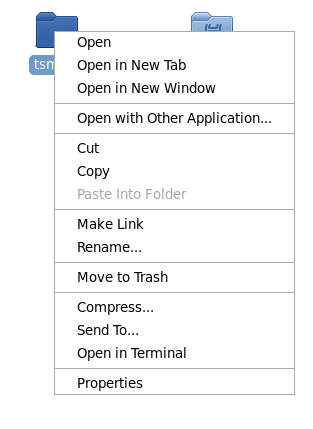 Open
Open in New Tab
Open in New Window
Open with Other Application...
Cut
Copy
Paste Into Folder
Make Link
Rename...
Move to Trash
Compress...
Send To...
Open in Terminal
Properties